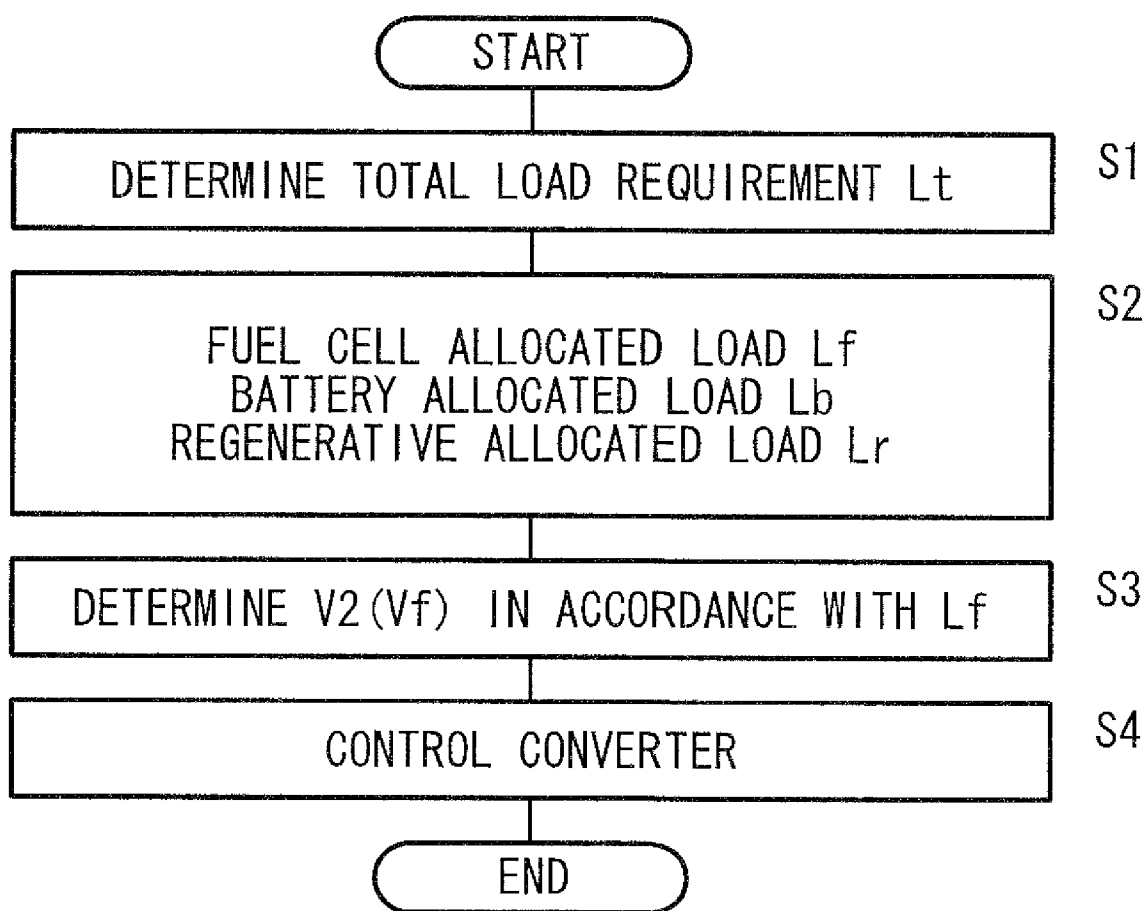 START
DETERMINE TOTAL LOAD REQUIREMENT Lt
S1
FUEL CELL ALLOCATED LOAD Lf
BATTERY ALLOCATED LOAD Lb
REGENERATIVE ALLOCATED LOAD Lr
S2
DETERMINE V2(Vf) IN ACCORDANCE WITH Lf
S3
CONTROL CONVERTER
S4
END